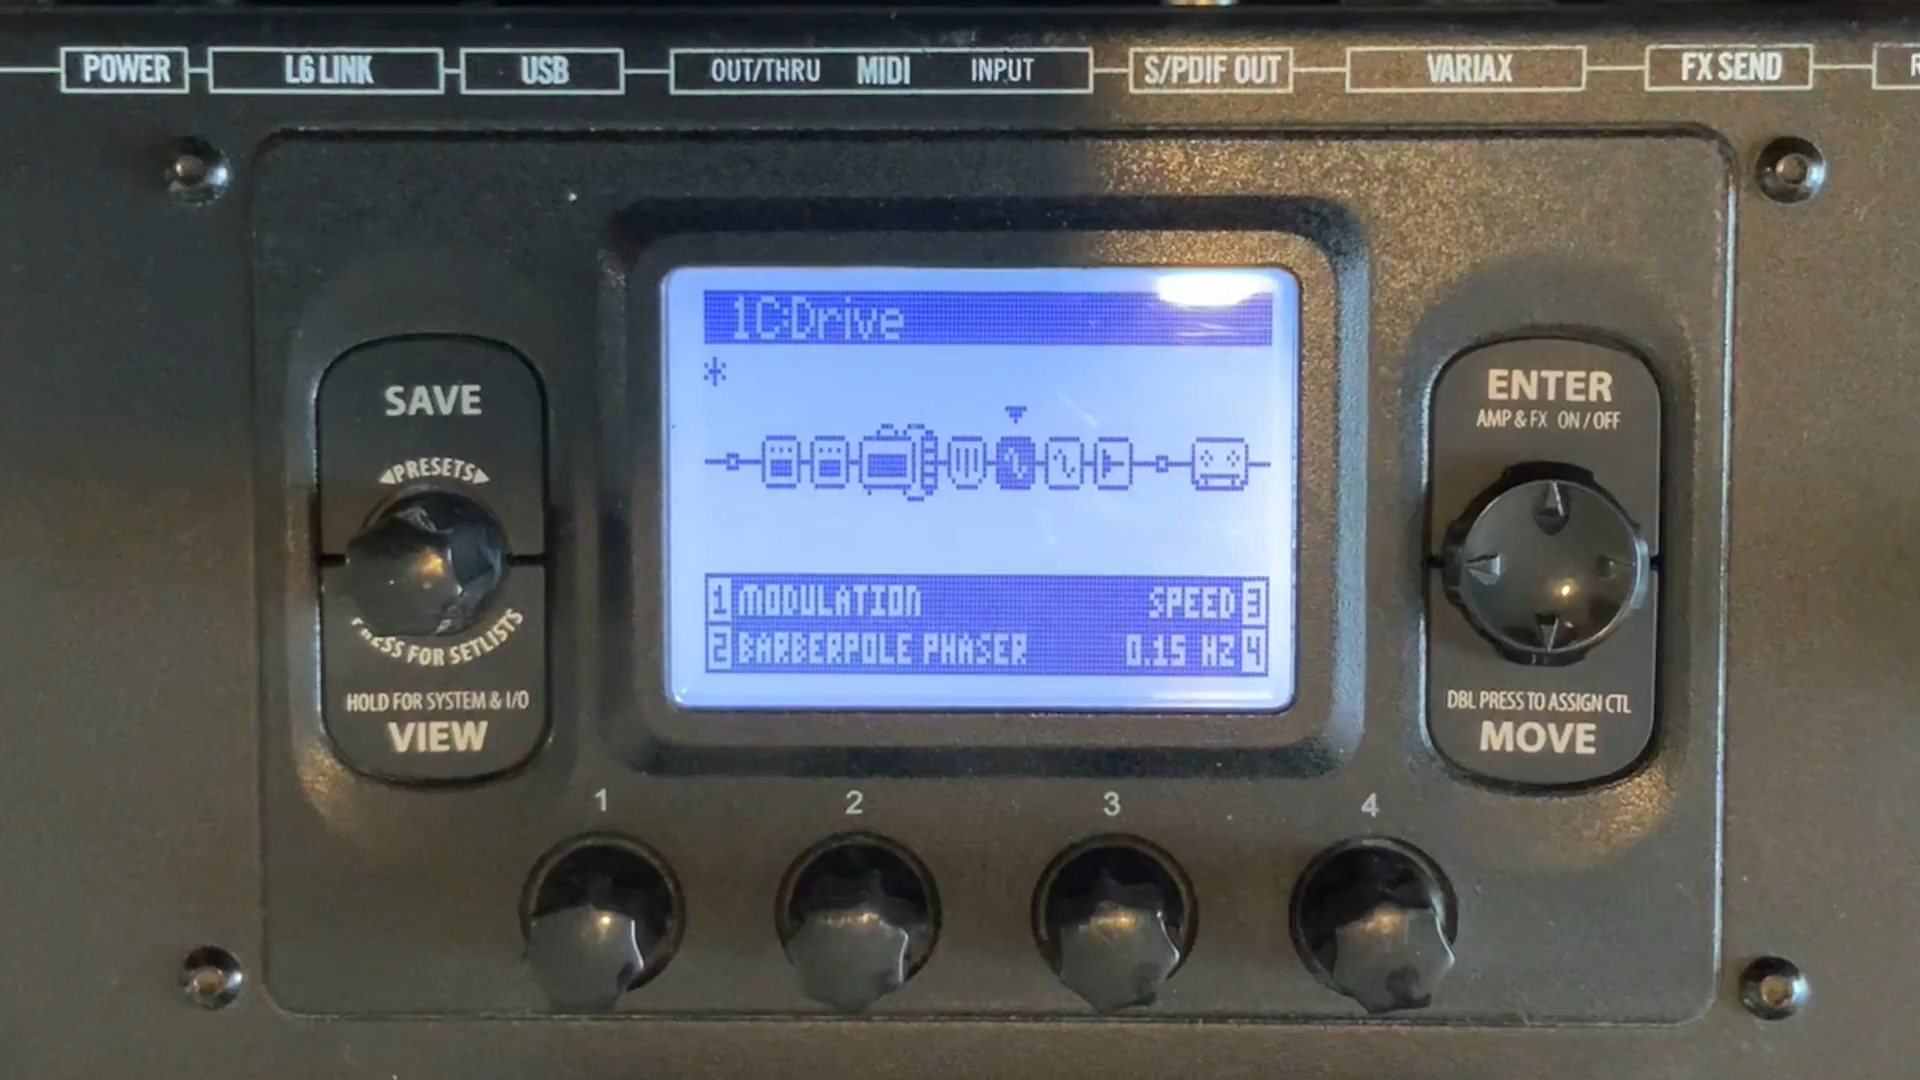 POWER L6 LINK USB OUT/THRU MIDI INPUT S/PDIF OUT VARIAX FX SEND
SAVE
PRESETS
PRESS FOR SETLISTS
HOLD FOR SYSTEM & I/O
VIEW
1C:Drive
*
1 MODULATION SPEED 3
2 BARBERPOLE PHASER 0.15 HZ 4
ENTER
AMP & FX ON / OFF
DBL PRESS TO ASSIGN CTL
MOVE
1 2 3 4